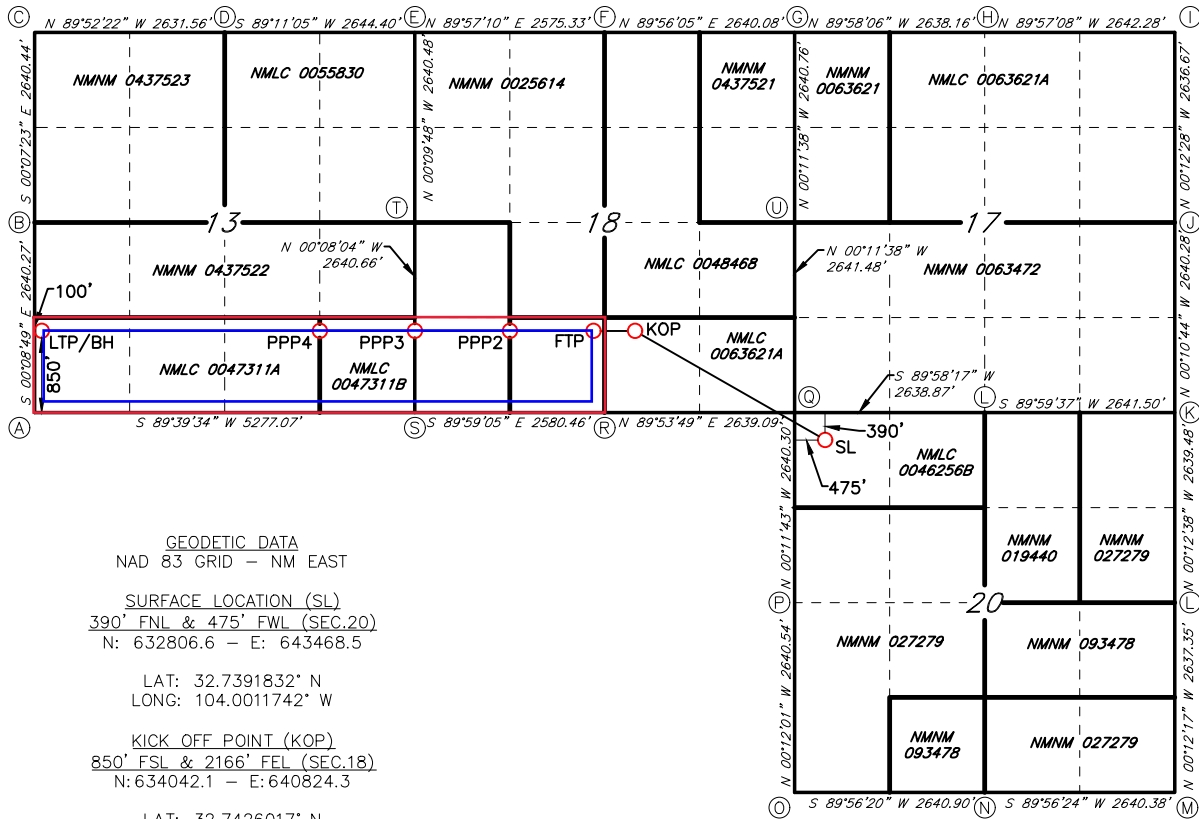 C
N 89°52'22" W 2631.56'
D
S 89°11'05" W 2644.40'
E
N 89°57'10" E 2575.33'
F
N 89°56'05" E 2640.08'
G
N 89°58'06" W 2638.16'
H
N 89°57'08" W 2642.28'
I
S 00°07'23" E 2640.44'
NMNM 0437523
NMLC 0055830
N 00°09'48" W 2640.48'
NMNM 0025614
NMNM
0437521
N 00°11'38" W 2640.76'
NMNM
0063621
NMLC 0063621A
N 00°12'28" W 2636.67'
B
13
T
18
U
17
J
S 00°08'49" E 2640.27'
NMNM 0437522
N 00°08'04" W
2640.66'
NMLC 0048468
N 00°11'38" W
2641.48'
NMNM 0063472
N 00°10'44" W 2640.28'
100'
LTP/BH
850'
NMLC 0047311A
PPP4
PPP3
NMLC
0047311B
PPP2
FTP
KOP
NMLC
0063621A
S 89°58'17" W
2638.87'
A
S 89°39'34" W 5277.07'
S
S 89°59'05" E 2580.46'
R
N 89°53'49" E 2639.09'
Q
L
S 89°59'37" W 2641.50'
K
390'
SL
475'
NMLC
0046256B
N 00°11'43" W 2640.30'
NMNM
019440
NMNM
027279
N 00°12'38" W 2639.48'
P
20
L
NMNM 027279
NMNM 093478
N 00°12'01" W 2640.54'
NMNM
093478
NMNM 027279
N 00°12'17" W 2637.35'
O
S 89°56'20" W 2640.90'
N
S 89°56'24" W 2640.38'
M
GEODETIC DATA
NAD 83 GRID – NM EAST
SURFACE LOCATION (SL)
390' FNL & 475' FWL (SEC.20)
N: 632806.6 – E: 643468.5
LAT: 32.7391832° N
LONG: 104.0011742° W
KICK OFF POINT (KOP)
850' FSL & 2166' FEL (SEC.18)
N:634042.1 – E:640824.3
LAT: 32.7426017° N